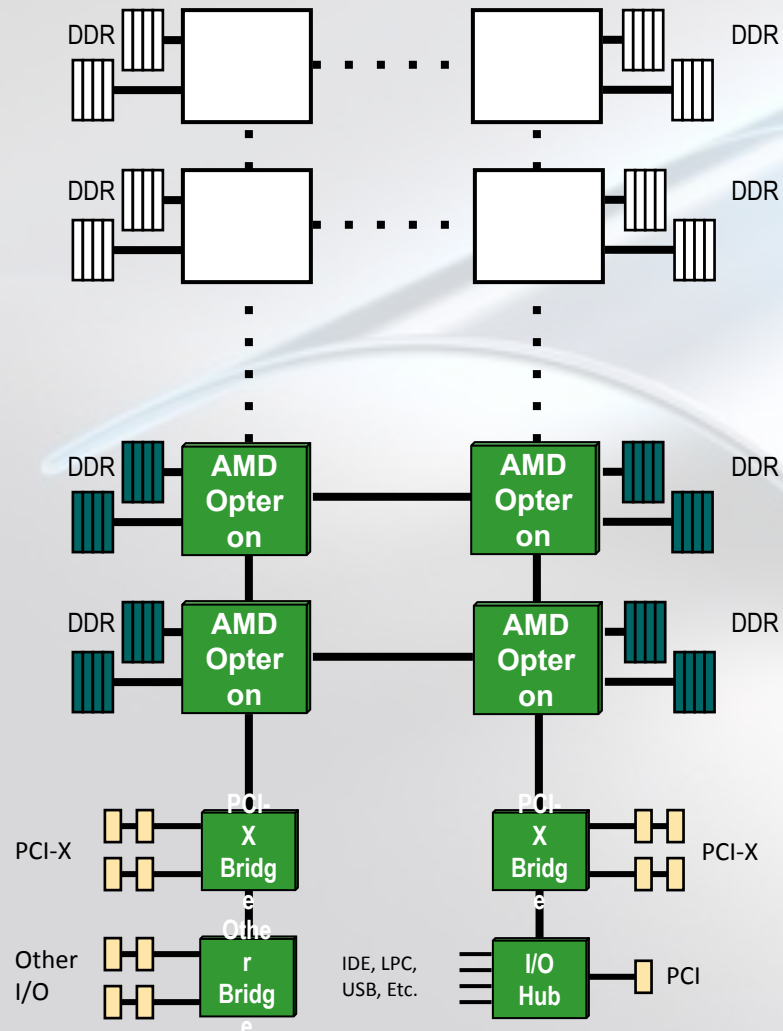 DDR
DDR
DDR
DDR
DDR
AMD
Opter
on
AMD
Opter
on
DDR
DDR
AMD
Opter
on
AMD
Opter
on
DDR
PCI-X
PCI-
X
Bridg
e
PCI-
X
Bridg
e
PCI-X
Other
I/O
Othe
r
Bridg
e
IDE, LPC,
USB, Etc.
I/O
Hub
PCI